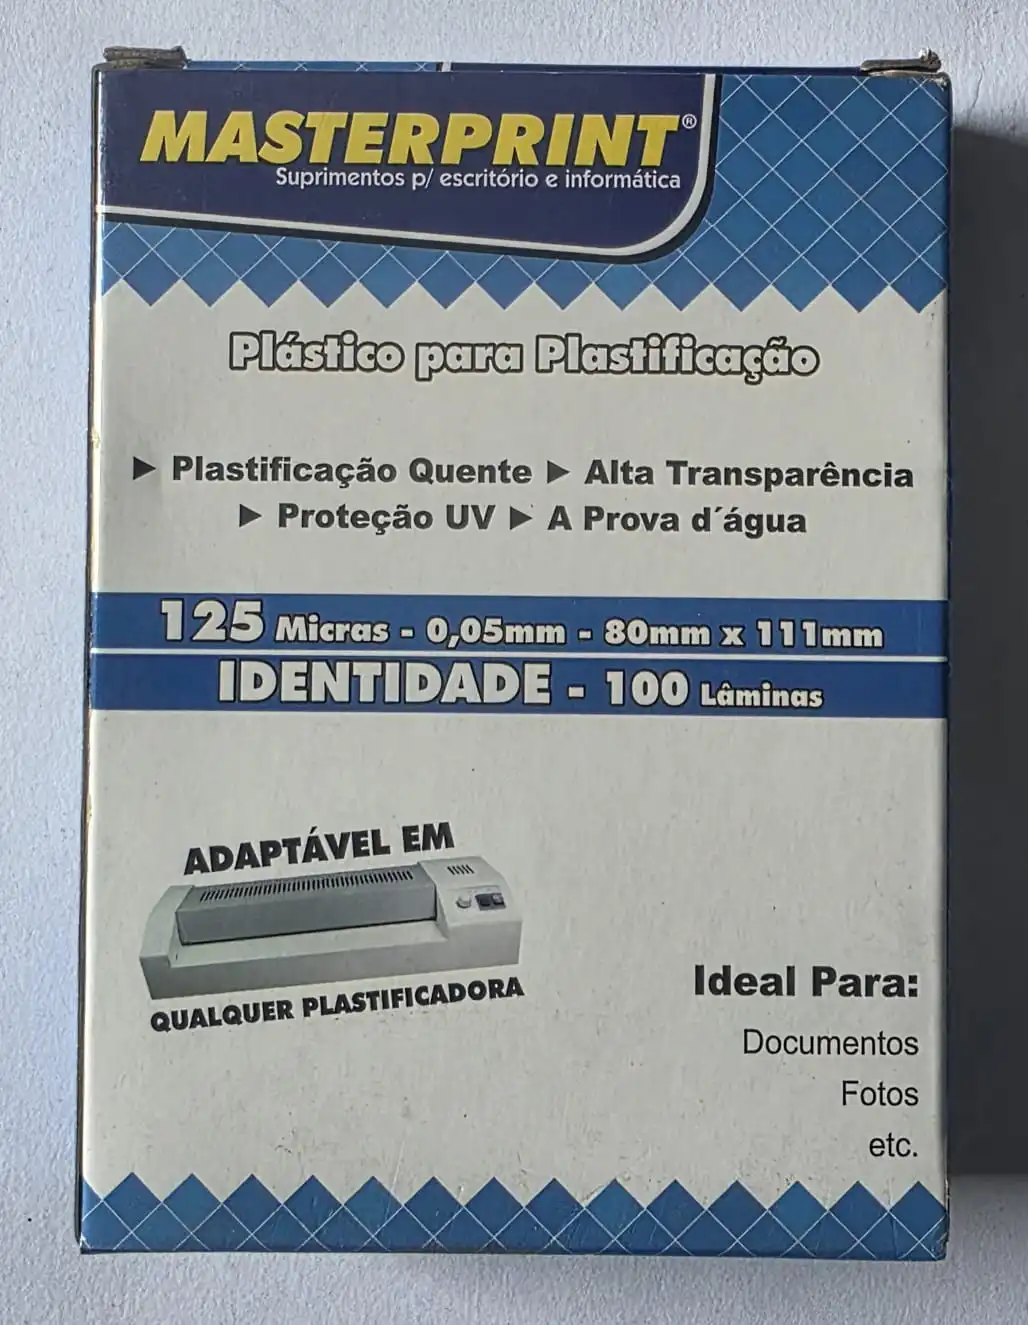 MASTERPRINT®
Suprimentos p/ escritório e informática
Plástico para Plastificação
► Plastificação Quente ► Alta Transparência
► Proteção UV ► A Prova d´água
125 Micras - 0,05mm - 80mm x 111mm
IDENTIDADE - 100 Lâminas
ADAPTÁVEL EM
QUALQUER PLASTIFICADORA
Ideal Para:
Documentos
Fotos
etc.